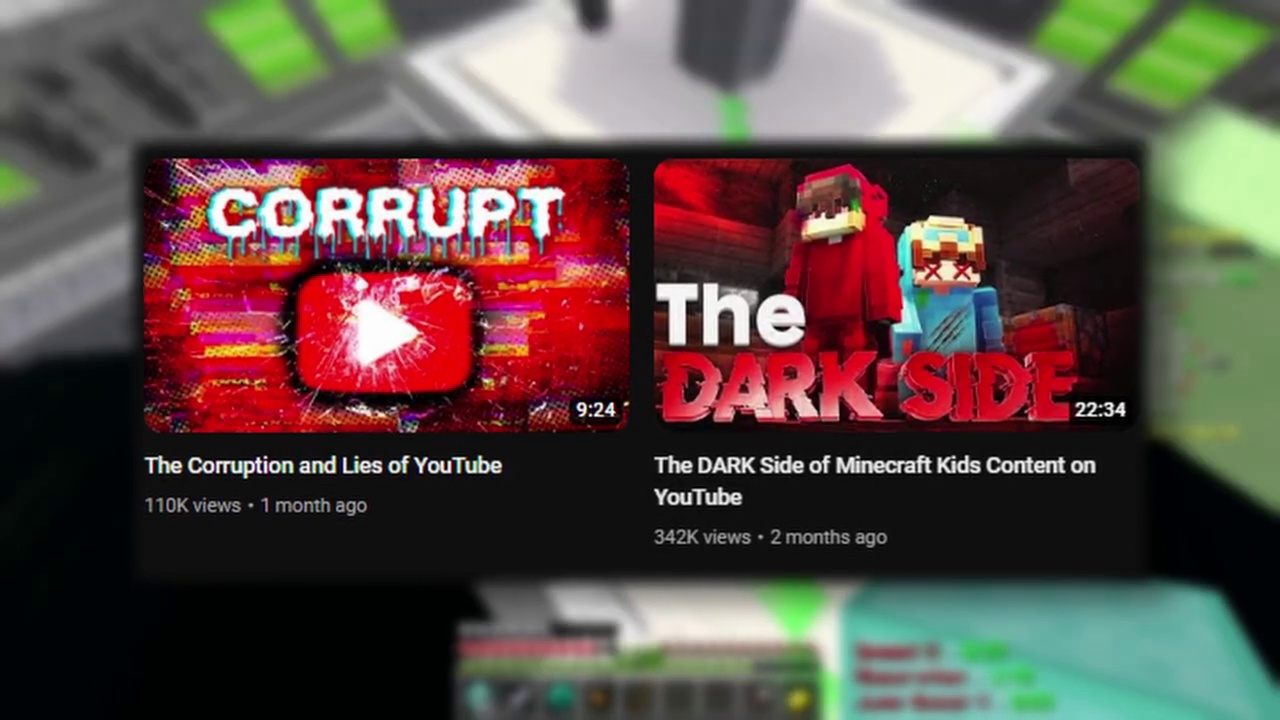 CORRUPT
9:24
The Corruption and Lies of YouTube
110K views • 1 month ago
The
DARK SIDE
22:34
The DARK Side of Minecraft Kids Content on
YouTube
342K views • 2 months ago